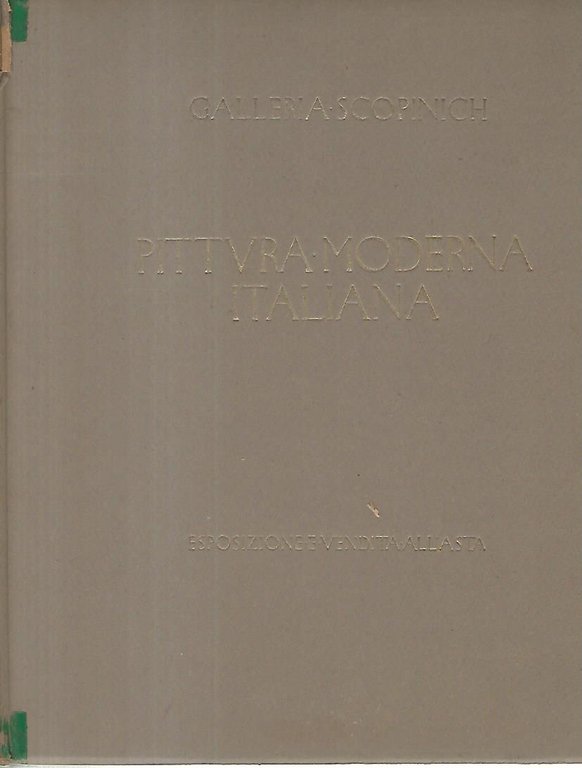 GALLERIA·SCOPINICH
PITTVRA·MODERNA
ITALIANA
ESPOSIZIONE·E·VENDITA·ALL'ASTA